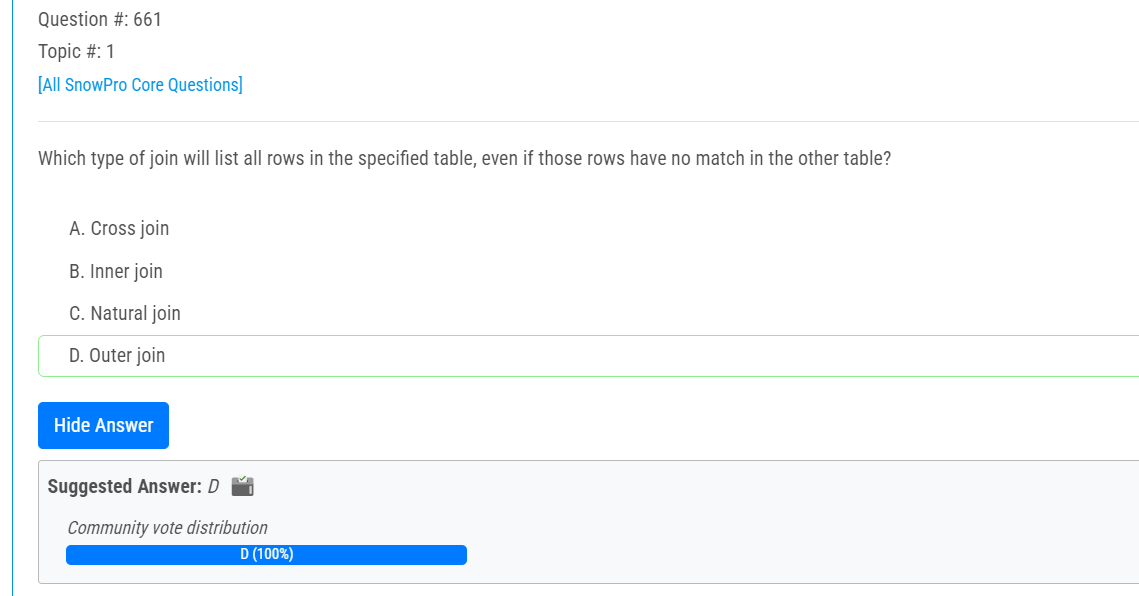 Question #: 661
Topic #: 1
[All SnowPro Core Questions]
Which type of join will list all rows in the specified table, even if those rows have no match in the other table?
A. Cross join
B. Inner join
C. Natural join
D. Outer join
Hide Answer
Suggested Answer: D
Community vote distribution
D (100%)